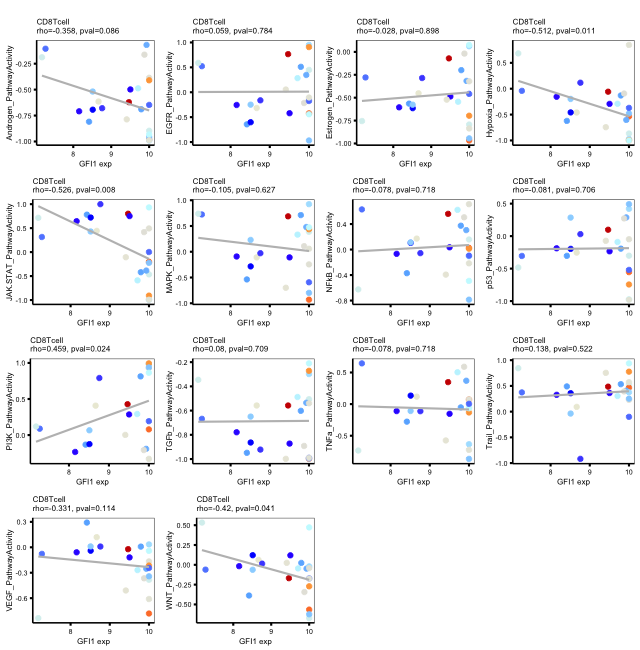 CD8Tcell
rho=-0.358, pval=0.086
Androgen_PathwayActivity
-0.25
-0.50
-0.75
-1.00
8
9
10
GFI1 exp
CD8Tcell
rho=0.059, pval=0.784
EGFR_PathwayActivity
1.0
0.5
0.0
-0.5
-1.0
8
9
10
GFI1 exp
CD8Tcell
rho=-0.028, pval=0.898
Estrogen_PathwayActivity
0.00
-0.25
-0.50
-0.75
-1.00
8
9
10
GFI1 exp
CD8Tcell
rho=-0.512, pval=0.011
Hypoxia_PathwayActivity
0.5
0.0
-0.5
-1.0
8
9
10
GFI1 exp
CD8Tcell
rho=-0.526, pval=0.008
JAK-STAT_PathwayActivity
1.0
0.5
0.0
-0.5
-1.0
8
9
10
GFI1 exp
CD8Tcell
rho=-0.105, pval=0.627
MAPK_PathwayActivity
1.0
0.5
0.0
-0.5
-1.0
8
9
10
GFI1 exp
CD8Tcell
rho=-0.078, pval=0.718
NFkB_PathwayActivity
0.4
0.0
-0.4
-0.8
8
9
10
GFI1 exp
CD8Tcell
rho=-0.081, pval=0.706
p53_PathwayActivity
0.5
0.0
-0.5
-1.0
8
9
10
GFI1 exp
CD8Tcell
rho=0.459, pval=0.024
PI3K_PathwayActivity
1.0
0.5
0.0
8
9
10
GFI1 exp
CD8Tcell
rho=0.08, pval=0.709
TGFb_PathwayActivity
-0.2
-0.4
-0.6
-0.8
-1.0
8
9
10
GFI1 exp
CD8Tcell
rho=-0.078, pval=0.718
TNFa_PathwayActivity
0.5
0.0
-0.5
8
9
10
GFI1 exp
CD8Tcell
rho=0.138, pval=0.522
Trail_PathwayActivity
1.0
0.5
0.0
-0.5
-1.0
8
9
10
GFI1 exp
CD8Tcell
rho=-0.331, pval=0.114
VEGF_PathwayActivity
0.3
0.0
-0.3
-0.6
8
9
10
GFI1 exp
CD8Tcell
rho=-0.42, pval=0.041
WNT_PathwayActivity
0.50
0.25
0.00
-0.25
-0.50
8
9
10
GFI1 exp